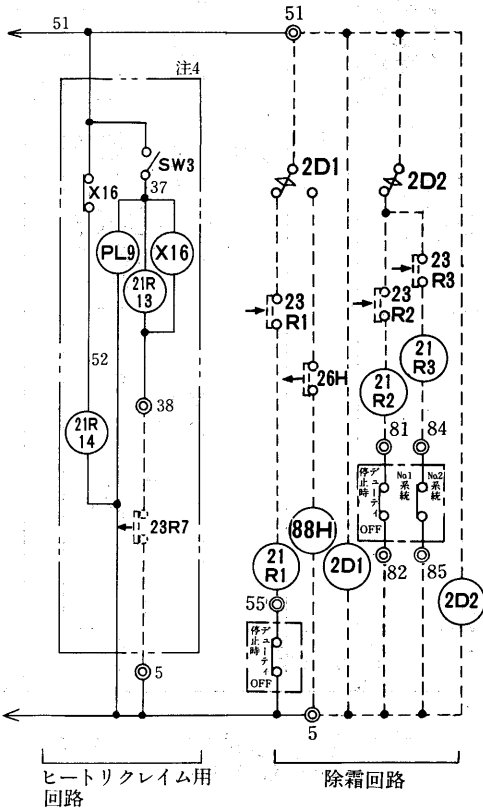 51
51
注4
SW3
37
X16
PL9
X16
21R
13
52
21R
14
38
23R7
5
2D1
2D2
23
R1
23
R2
23
R3
26H
21
R2
21
R3
81
84
停止時
デューティ
OFF
No1
系統
No2
系統
82
85
88H
21
R1
2D1
2D2
55
停止時
デューティ
OFF
5
ヒートリクレイム用
回路
除霜回路